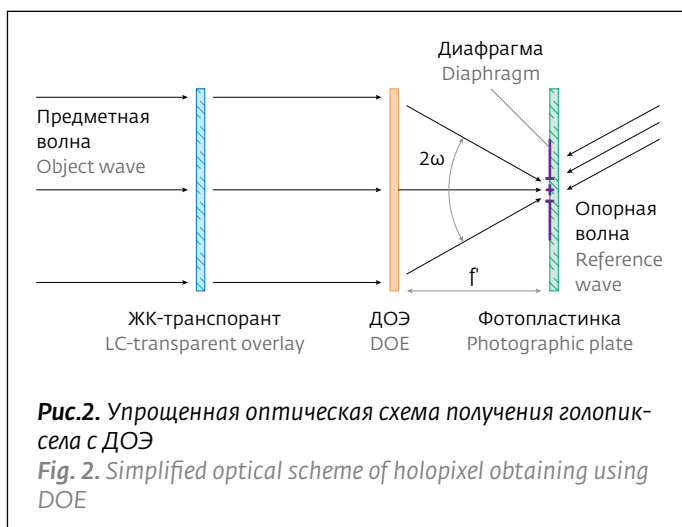 Диафрагма
Diaphragm
Предметная
волна
Object wave
2ω
Опорная
волна
Reference
wave
f'
ЖК-транспорант
LC-transparent overlay
ДОЭ
DOE
Фотопластинка
Photographic plate
Рис.2. Упрощенная оптическая схема получения голопик-
села с ДОЭ
Fig. 2. Simplified optical scheme of holopixel obtaining using
DOE